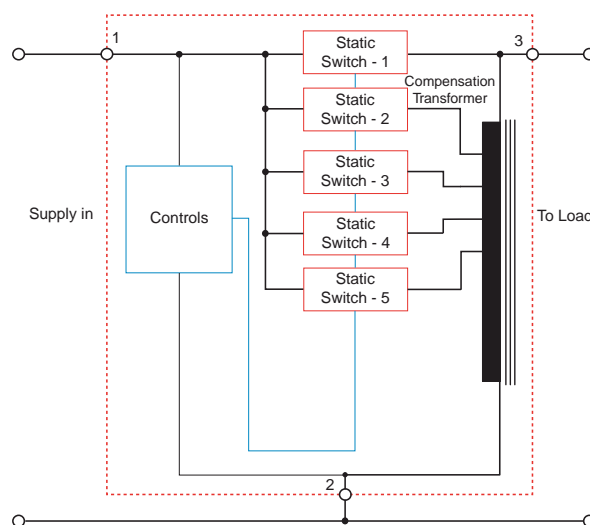 1
Static
Switch - 1
3
Compensation
Transformer
Static
Switch - 2
Static
Switch - 3
Supply in
Controls
Static
Switch - 4
To Load
Static
Switch - 5
2